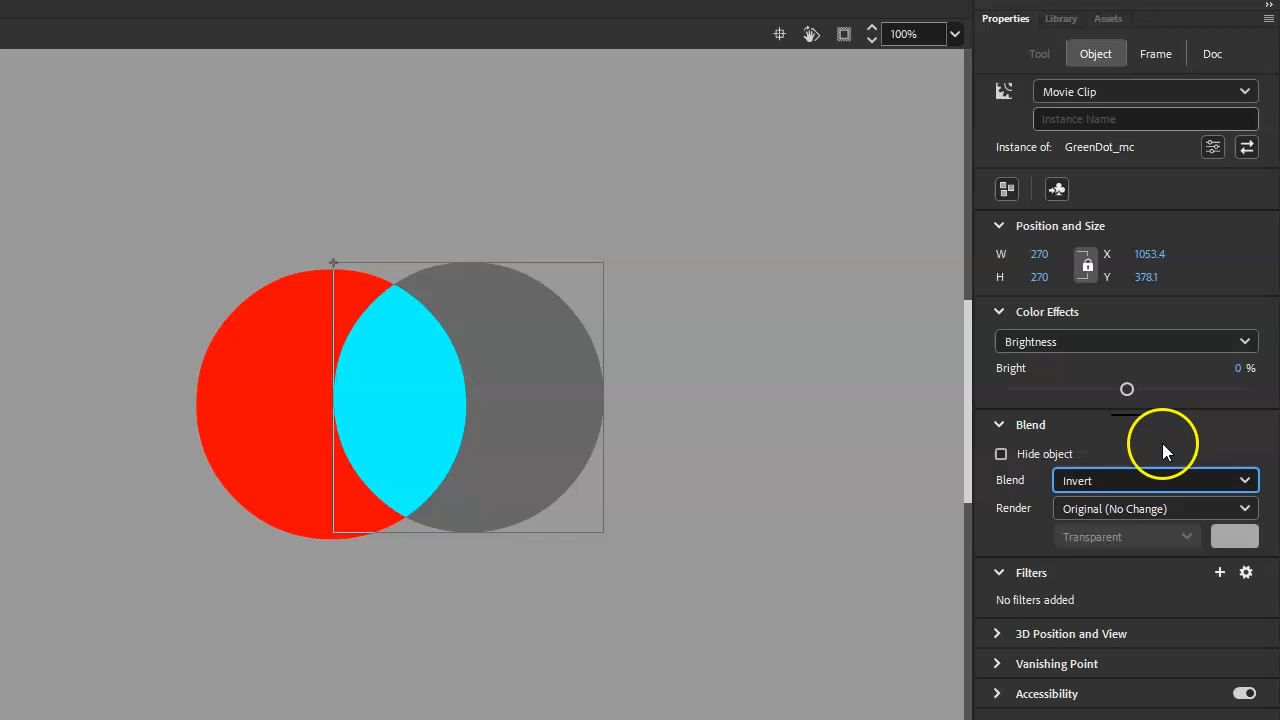 Properties Library Assets
100%
Tool Object Frame Doc
Movie Clip
Instance Name
Instance of: GreenDot_mc
Position and Size
W 270 X 1053.4
H 270 Y 378.1
Color Effects
Brightness
Bright 0 %
Blend
Hide object
Blend Invert
Render Original (No Change)
Transparent
Filters
No filters added
3D Position and View
Vanishing Point
Accessibility